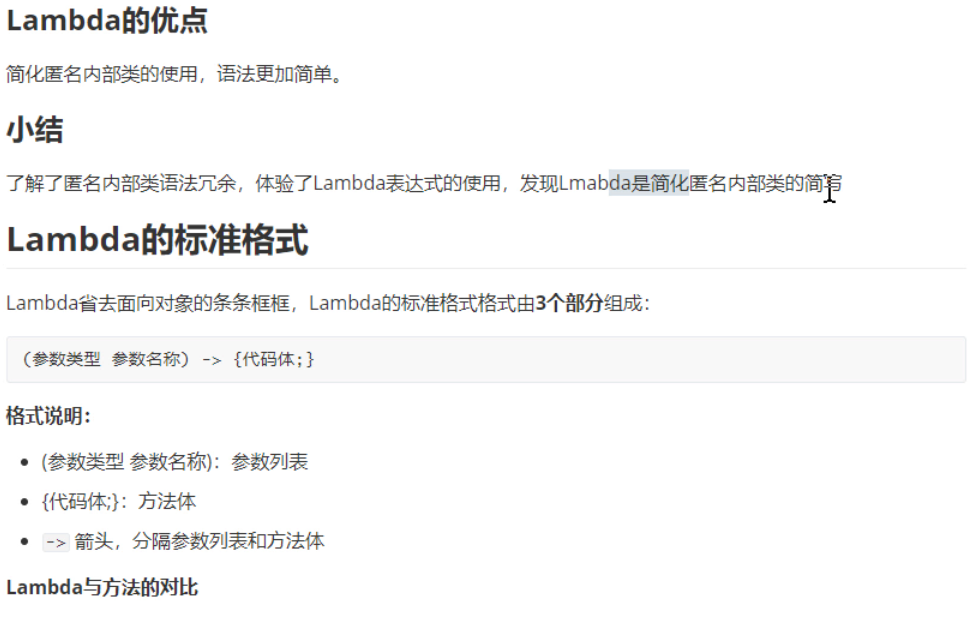 Lambda的优点
简化匿名内部类的使用，语法更加简单。
小结
了解了匿名内部类语法冗余，体验了Lambda表达式的使用，发现Lmabda是简化匿名内部类的简写
Lambda的标准格式
Lambda省去面向对象的条条框框，Lambda的标准格式格式由3个部分组成：
(参数类型 参数名称) -> {代码体;}
格式说明：
• (参数类型 参数名称)：参数列表
• {代码体;}：方法体
• -> 箭头，分隔参数列表和方法体
Lambda与方法的对比